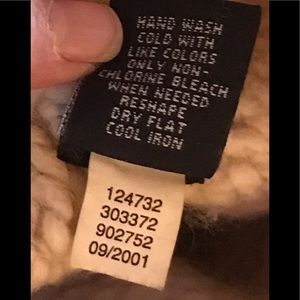 HAND WASH
COLD WITH
LIKE COLORS
ONLY NON-
CHLORINE BLEACH
WHEN NEEDED
RESHAPE
DRY FLAT
COOL IRON
124732
303372
902752
09/2001